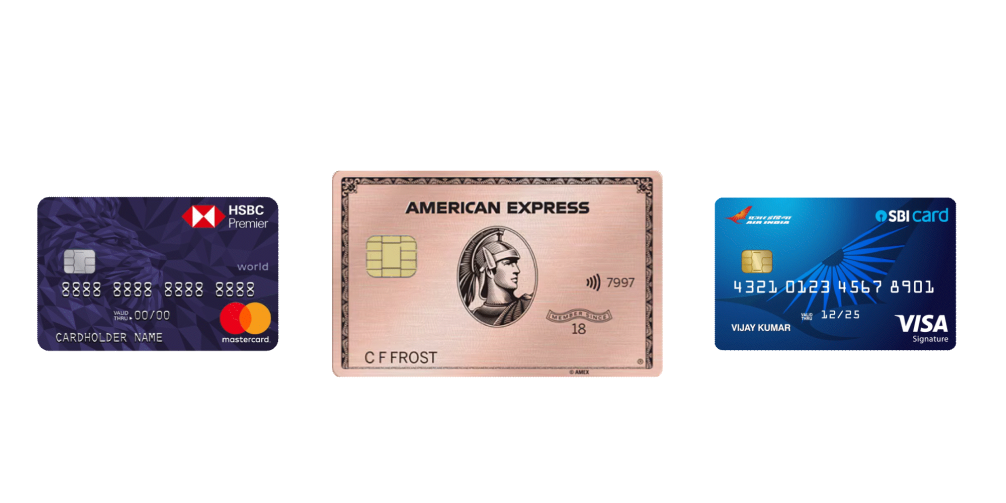 HSBC
Premier
world
8888 8888 8888 8888
VALID
THRU
00/00
CARDHOLDER NAME
mastercard
AMERICAN EXPRESS
7997
MEMBER SINCE
18
C F FROST
© AMEX
एअर इंडिया
AIR INDIA
SBI card
4321 0123 4567 8901
VALID
THRU
12/25
VIJAY KUMAR
VISA
Signature